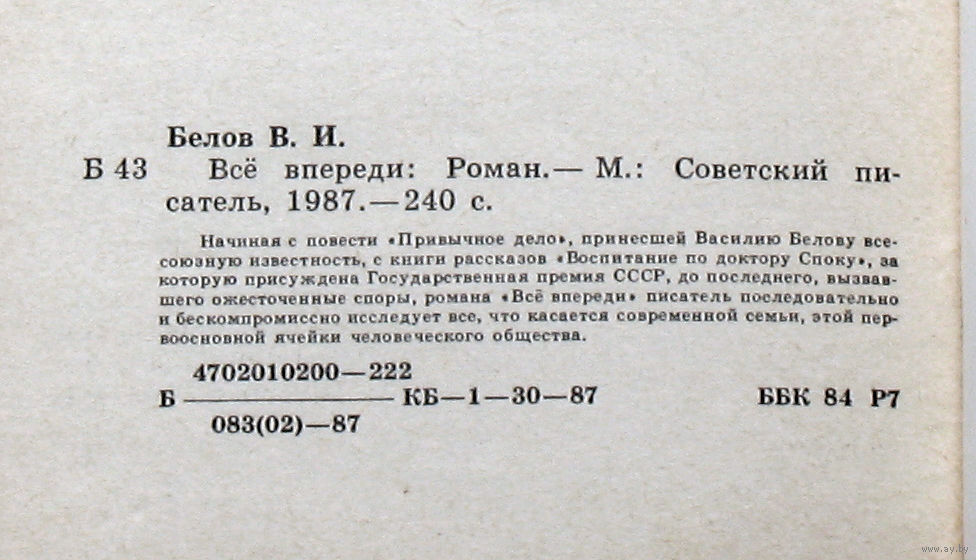 Белов В. И.
Б 43 Всё впереди: Роман.— М.: Советский пи-
сатель, 1987.—240 с.
Начиная с повести «Привычное дело», принесшей Василию Белову все-
союзную известность, с книги рассказов «Воспитание по доктору Споку», за
которую присуждена Государственная премия СССР, до последнего, вызвав-
шего ожесточенные споры, романа «Всё впереди» писатель последовательно
и бескомпромиссно исследует все, что касается современной семьи, этой пер-
воосновной ячейки человеческого общества.
4702010200—222
Б ———— КБ—1—30—87 ББК 84 Р7
083(02)—87
www.ay.by